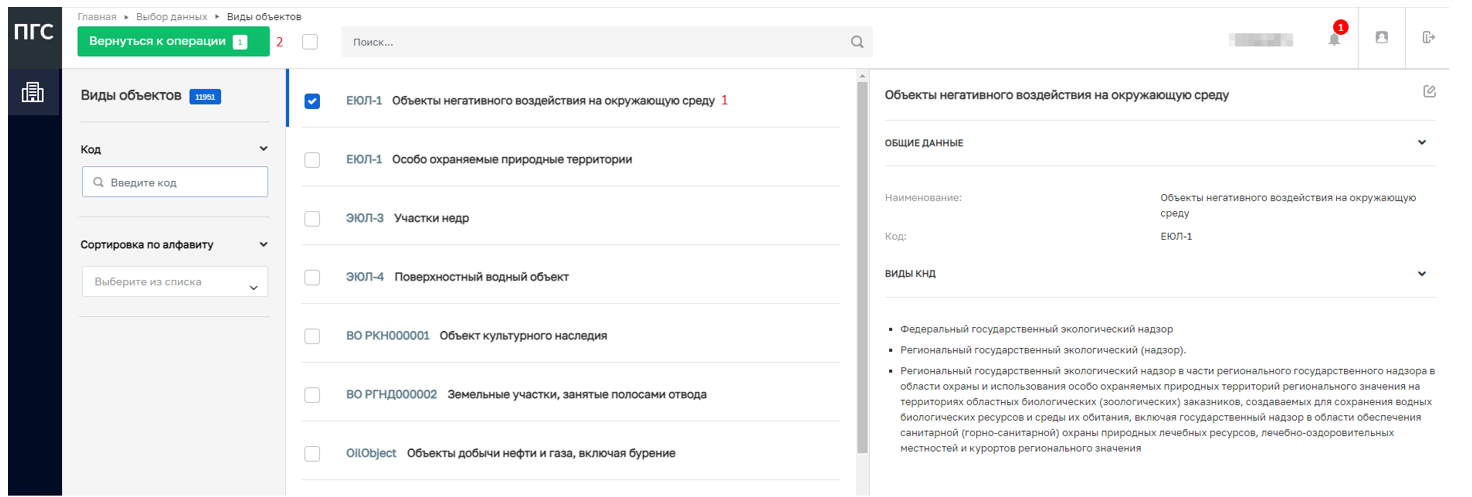 ПГС
Главная ▸ Выбор данных ▸ Виды объектов
Вернуться к операции 1
2
Поиск...
1
Виды объектов 11951
Код
Введите код
Сортировка по алфавиту
Выберите из списка
ЕЮЛ-1 Объекты негативного воздействия на окружающую среду 1
ЕЮЛ-1 Особо охраняемые природные территории
ЭЮЛ-3 Участки недр
ЭЮЛ-4 Поверхностный водный объект
ВО РКН000001 Объект культурного наследия
ВО РГНД000002 Земельные участки, занятые полосами отвода
OilObject Объекты добычи нефти и газа, включая бурение
Объекты негативного воздействия на окружающую среду
ОБЩИЕ ДАННЫЕ
Наименование: Объекты негативного воздействия на окружающую
среду
Код: ЕЮЛ-1
ВИДЫ КНД
▪ Федеральный государственный экологический надзор
▪ Региональный государственный экологический (надзор).
▪ Региональный государственный экологический надзор в части регионального государственного надзора в
области охраны и использования особо охраняемых природных территорий регионального значения на
территориях областных биологических (зоологических) заказников, создаваемых для сохранения водных
биологических ресурсов и среды их обитания, включая государственный надзор в области обеспечения
санитарной (горно-санитарной) охраны природных лечебных ресурсов, лечебно-оздоровительных
местностей и курортов регионального значения